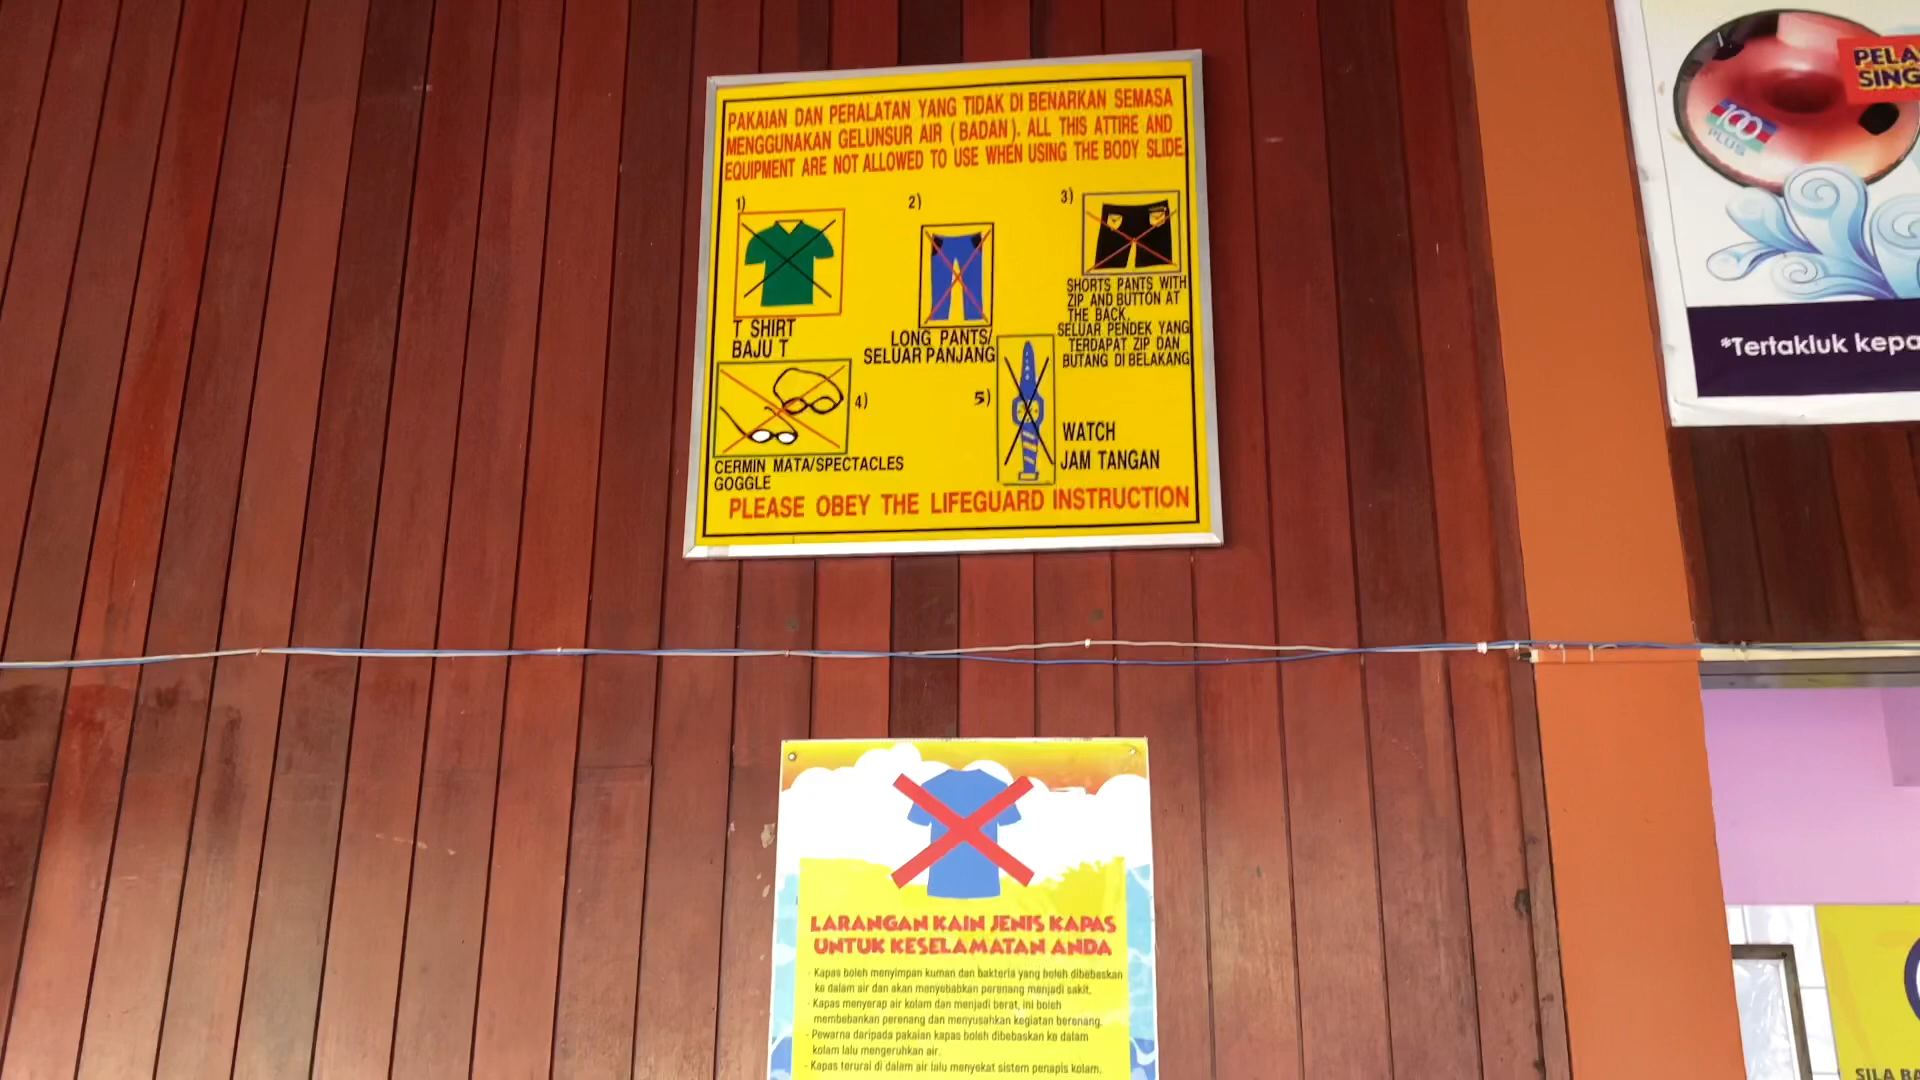 PAKAIAN DAN PERALATAN YANG TIDAK DI BENARKAN SEMASA
MENGGUNAKAN GELUNSUR AIR ( BADAN ). ALL THIS ATTIRE AND
EQUIPMENT ARE NOT ALLOWED TO USE WHEN USING THE BODY SLIDE
1)
2)
3)
T SHIRT
BAJU T
LONG PANTS/
SELUAR PANJANG
SHORTS PANTS WITH
ZIP AND BUTTON AT
THE BACK.
SELUAR PENDEK YANG
TERDAPAT ZIP DAN
BUTANG DI BELAKANG
4)
5)
CERMIN MATA/SPECTACLES
GOGGLE
WATCH
JAM TANGAN
PLEASE OBEY THE LIFEGUARD INSTRUCTION
LARANGAN KAIN JENIS KAPAS
UNTUK KESELAMATAN ANDA
- Kapas boleh menyimpan kuman dan bakteria yang boleh dibebaskan
ke dalam air dan akan menyebabkan perenang menjadi sakit.
- Kapas menyerap air kolam dan menjadi berat, ini boleh
membebankan perenang dan menyusahkan kegiatan berenang.
- Pewarna daripada pakaian kapas boleh dibebaskan ke dalam
kolam lalu mengeruhkan air.
- Kapas terurai di dalam air lalu menyekat sistem penapis kolam.
PELA
SING
100
PLUS
*Tertakluk kepa
SILA BA